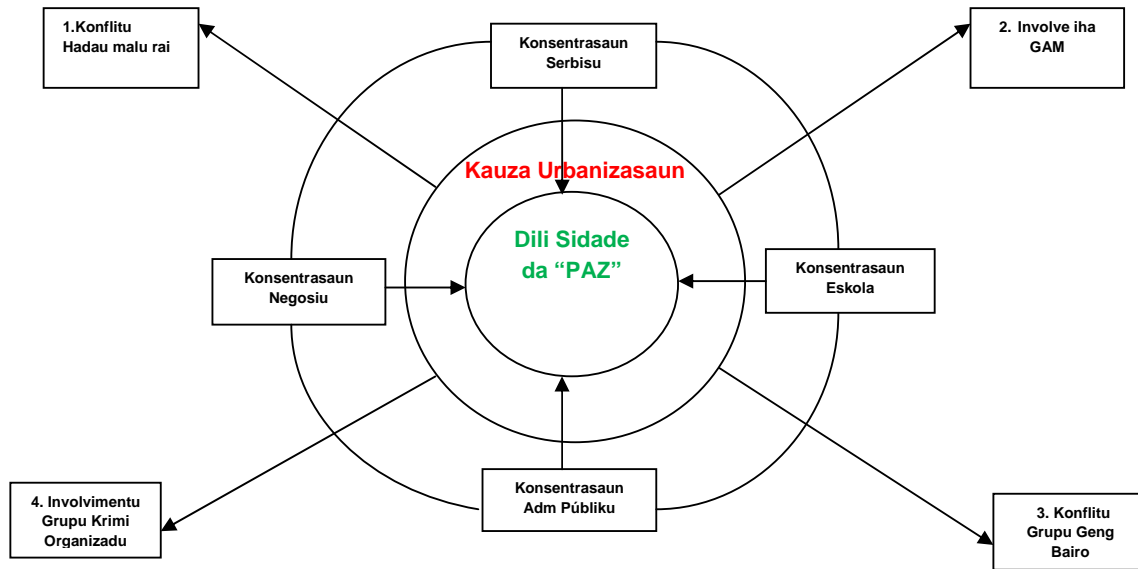 1.Konflitu
Hadau malu rai
Konsentrasaun
Serbisu
2. Involve iha
GAM
Kauza Urbanizasaun
Dili Sidade
da “PAZ”
Konsentrasaun
Negosiu
Konsentrasaun
Eskola
4. Involvimentu
Grupu Krimi
Organizadu
Konsentrasaun
Adm Públiku
3. Konflitu
Grupu Geng
Bairo